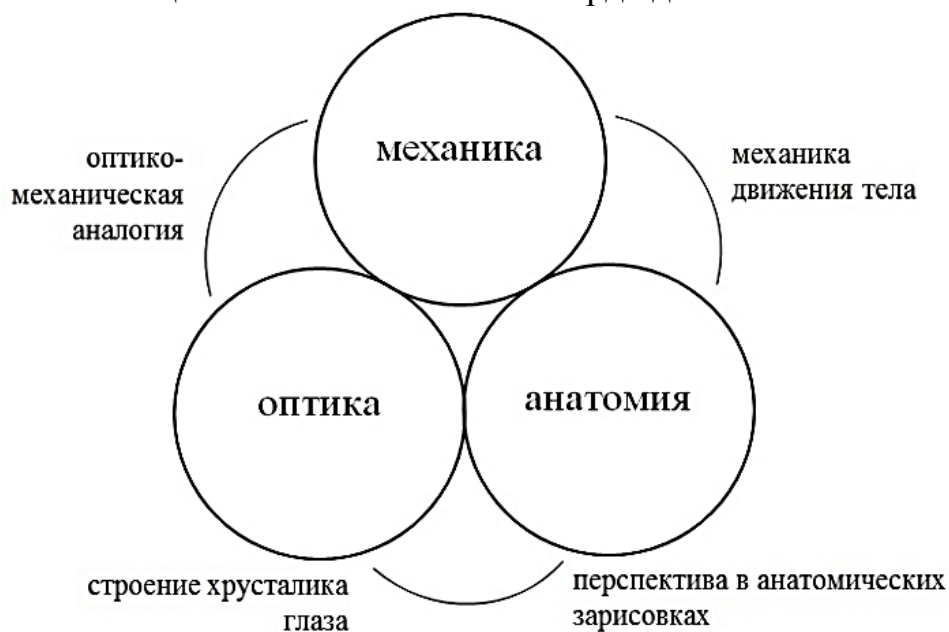 механика
оптико-
механическая
аналогия
механика
движения тела
оптика
анатомия
строение хрусталика
глаза
перспектива в анатомических
зарисовках